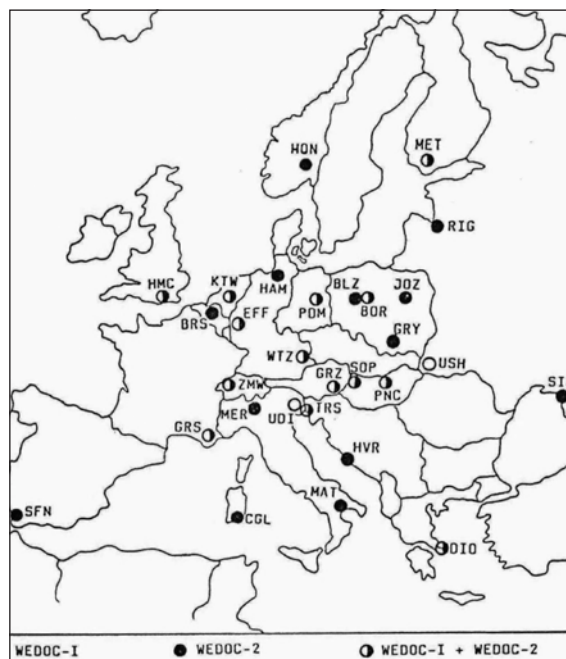 HON
MET
RIG
HAM
KTW
HMC
BLZ
JOZ
BRS
EFF
PDM
BOR
GRY
WTZ
SOP
USH
GRZ
ZMW
PNC
SI
MER
UDI
TRS
GRS
HVR
SFN
CGL
MAT
DIO
WEDOC-I WEDOC-2 WEDOC-I + WEDOC-2